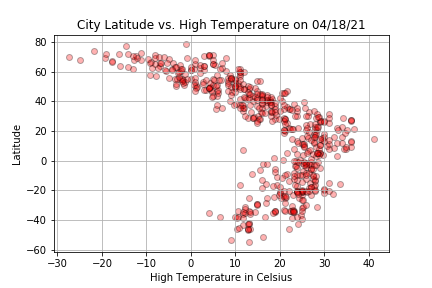 City Latitude vs. High Temperature on 04/18/21
80
60
40
20
0
−20
−40
−60
Latitude
−30 −20 −10 0 10 20 30 40
High Temperature in Celsius